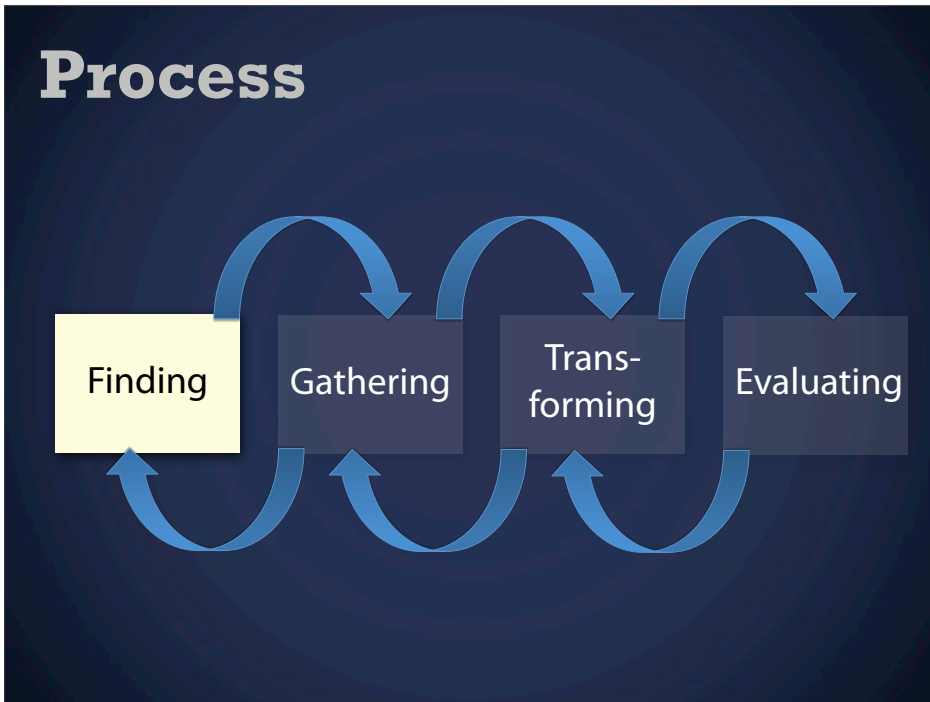 Process
Finding
Gathering
Trans-
forming
Evaluating